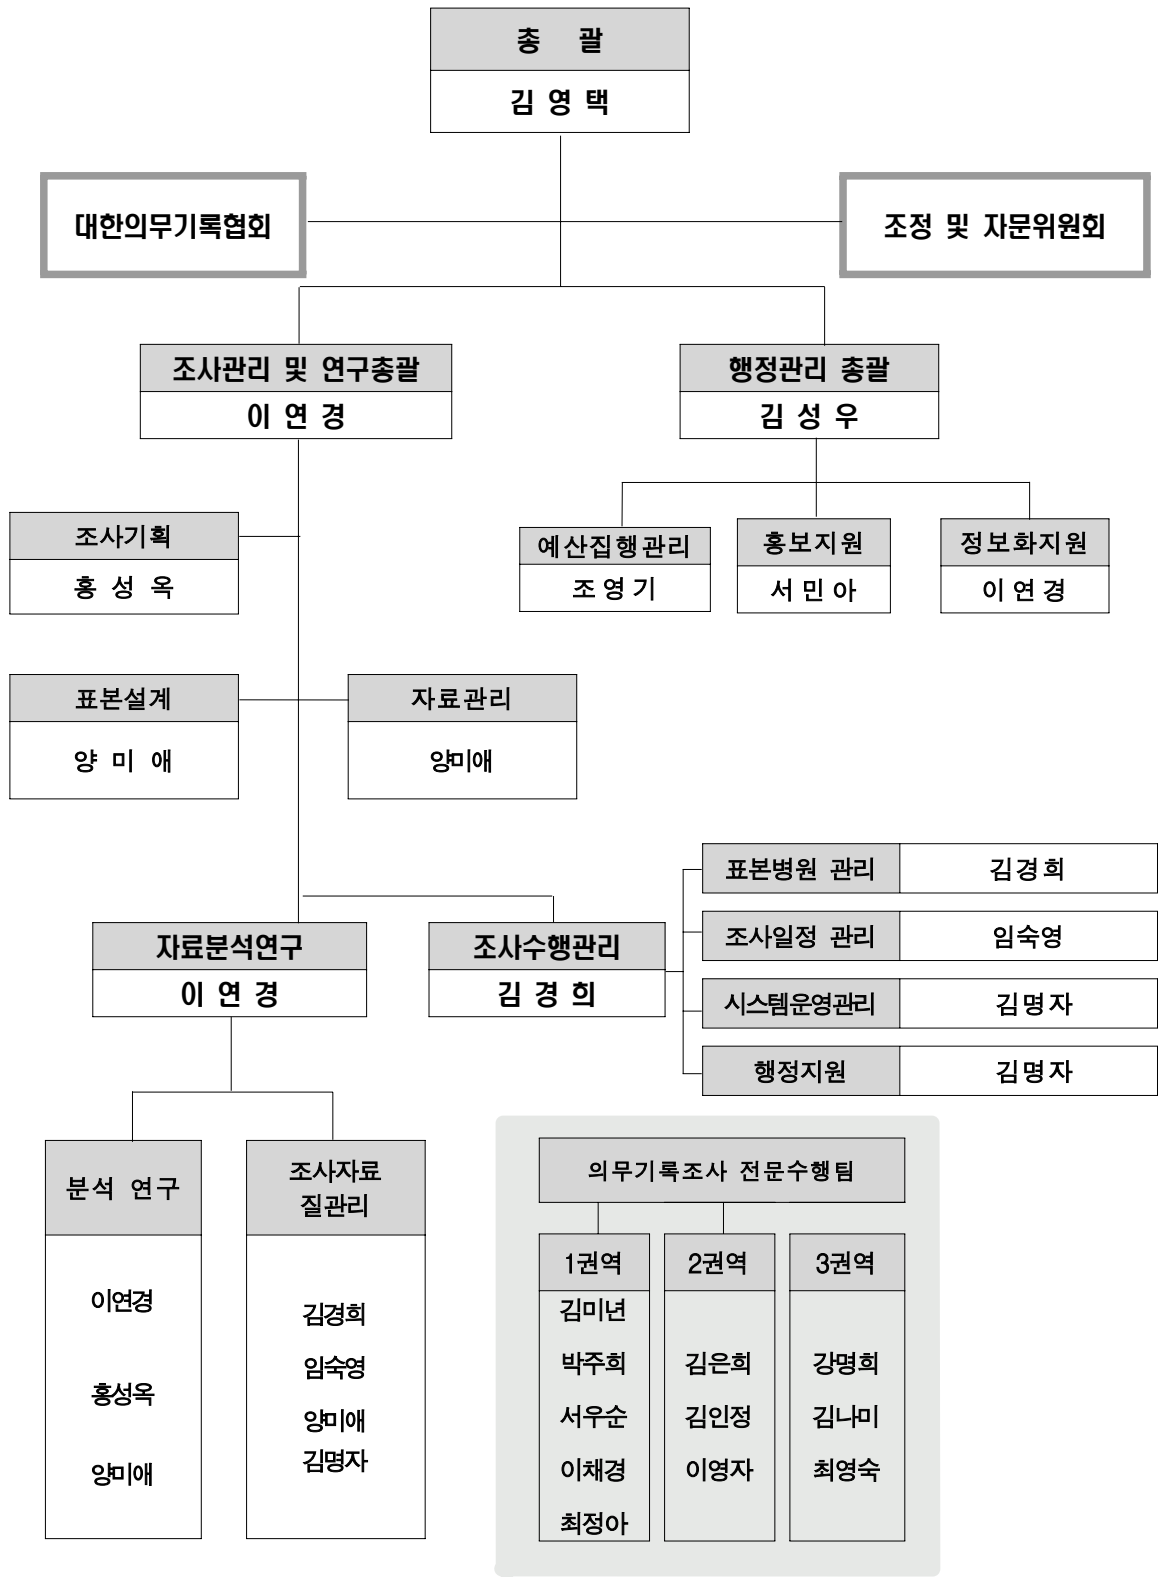 총 괄
김 영 택
대한의무기록협회
조정 및 자문위원회
조사관리 및 연구총괄
이 연 경
행정관리 총괄
김 성 우
조사기획
홍 성 옥
예산집행관리
조 영 기
홍보지원
서 민 아
정보화지원
이 연 경
표본설계
양 미 애
자료관리
양미애
표본병원 관리
김경희
조사일정 관리
임숙영
시스템운영관리
김명자
행정지원
김명자
자료분석연구
이 연 경
조사수행관리
김 경 희
분석 연구
이연경
홍성옥
양미애
조사자료
질관리
김경희
임숙영
양미애
김명자
의무기록조사 전문수행팀
1권역
김미년
박주희
서우순
이채경
최정아
2권역
김은희
김인정
이영자
3권역
강명희
김나미
최영숙